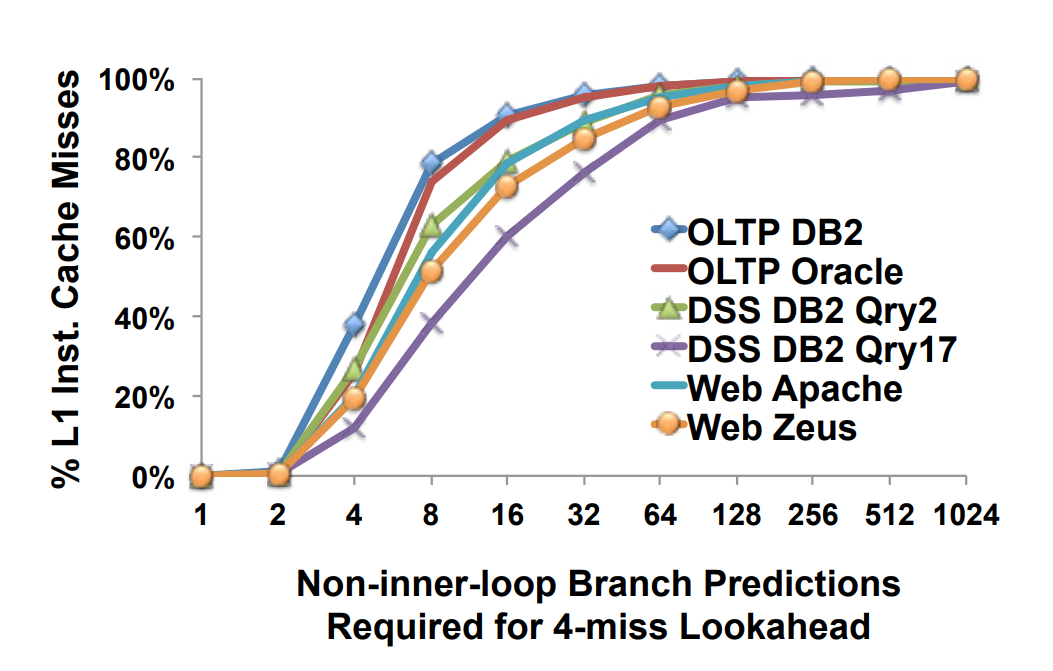 % L1 Inst. Cache Misses
100%
80%
60%
40%
20%
0%
OLTP DB2
OLTP Oracle
DSS DB2 Qry2
DSS DB2 Qry17
Web Apache
Web Zeus
1 2 4 8 16 32 64 128 256 512 1024
Non-inner-loop Branch Predictions
Required for 4-miss Lookahead